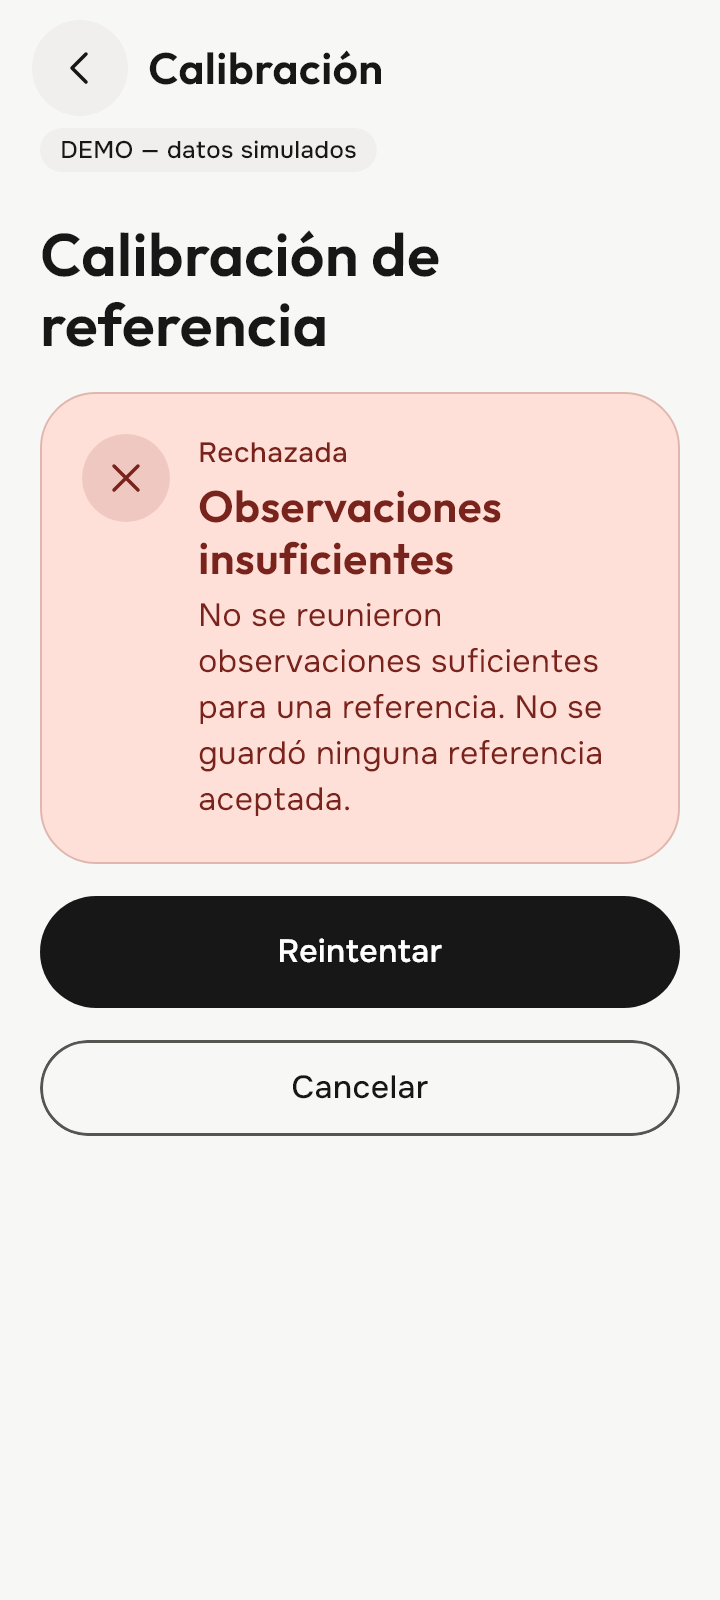 Calibración
DEMO – datos simulados
Calibración de
referencia
Rechazada
Observaciones
insuficientes
No se reunieron
observaciones suficientes
para una referencia. No se
guardó ninguna referencia
aceptada.
Reintentar
Cancelar